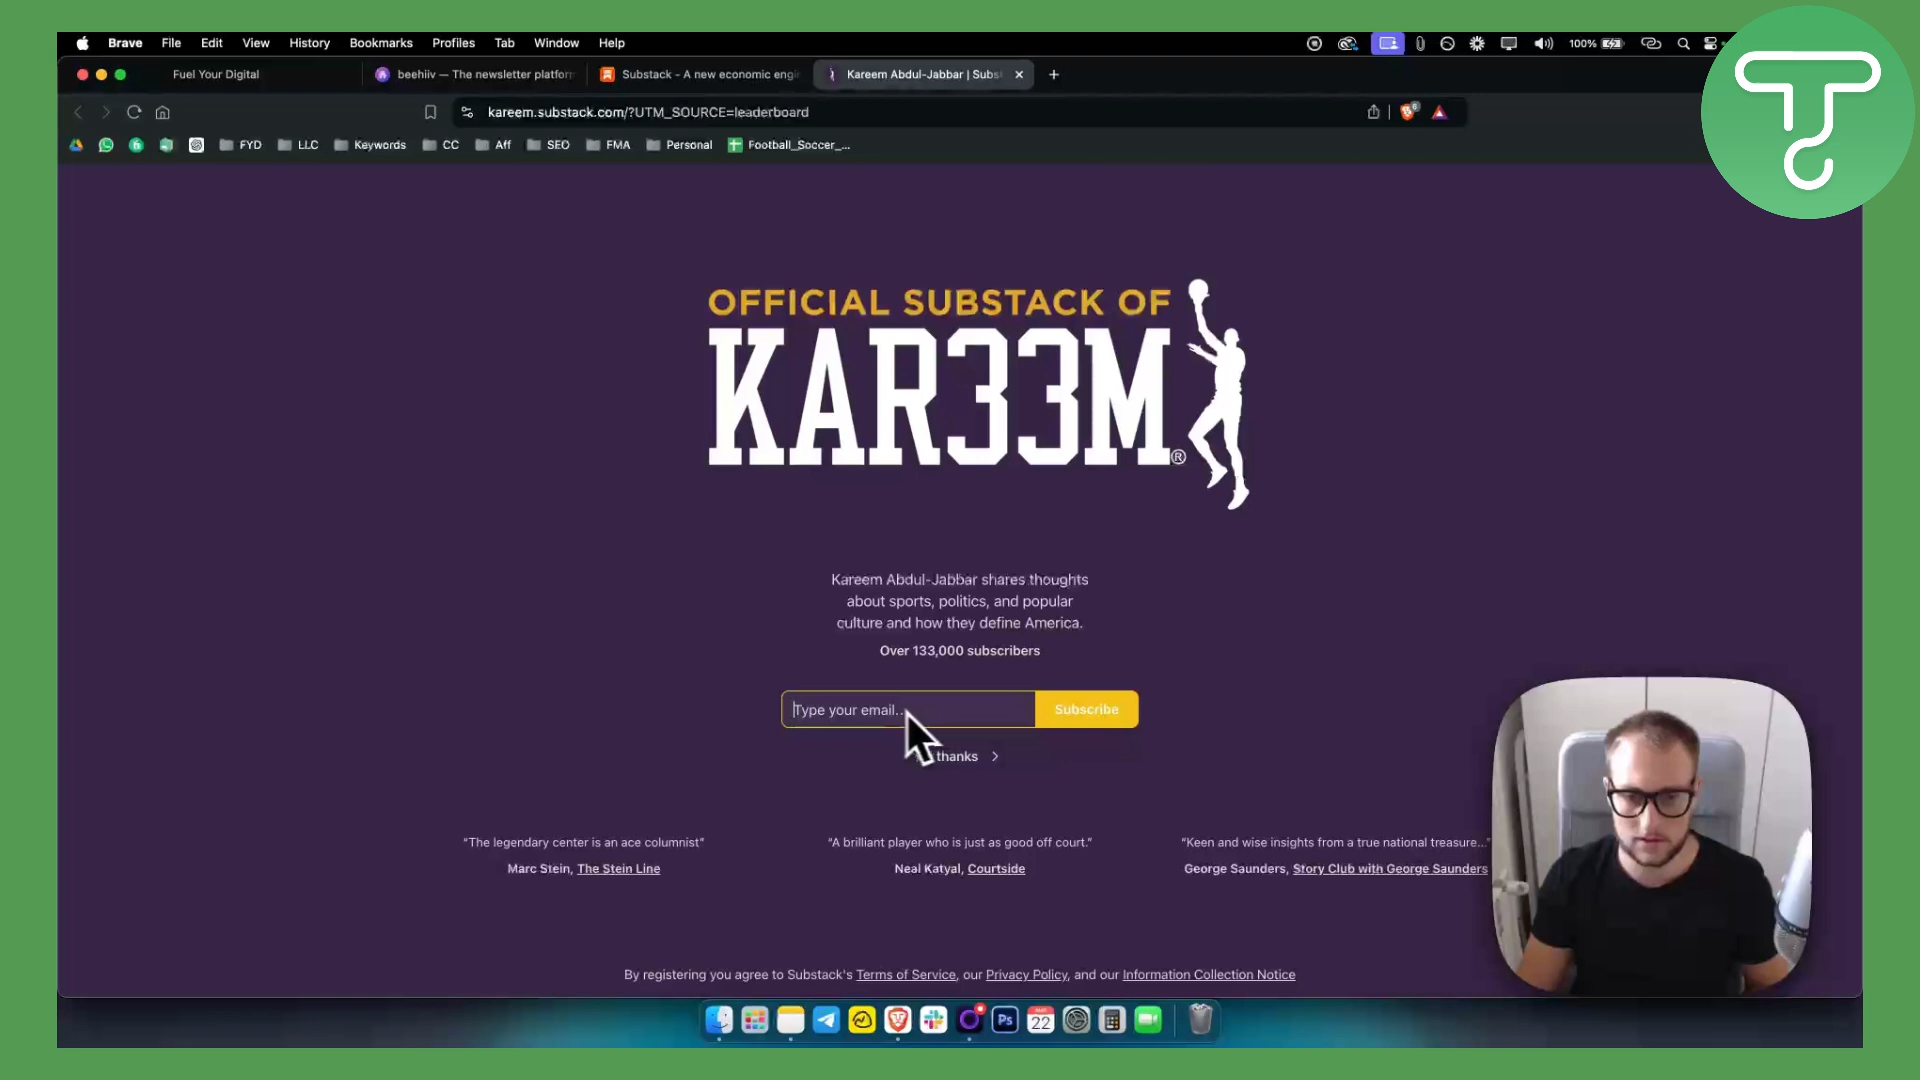 Brave File Edit View History Bookmarks Profiles Tab Window Help
100%
Fuel Your Digital
beehiiv — The newsletter platform
Substack - A new economic engi
Kareem Abdul-Jabbar | Subs
kareem.substack.com/?UTM_SOURCE=leaderboard
FYD LLC Keywords CC Aff SEO FMA Personal Football_Soccer_...
OFFICIAL SUBSTACK OF
KAR33M®
Kareem Abdul-Jabbar shares thoughts
about sports, politics, and popular
culture and how they define America.
Over 133,000 subscribers
Type your email...
Subscribe
thanks
“The legendary center is an ace columnist”
Marc Stein, The Stein Line
“A brilliant player who is just as good off court.”
Neal Katyal, Courtside
“Keen and wise insights from a true national treasure...”
George Saunders, Story Club with George Saunders
By registering you agree to Substack's Terms of Service, our Privacy Policy, and our Information Collection Notice
Ps
22